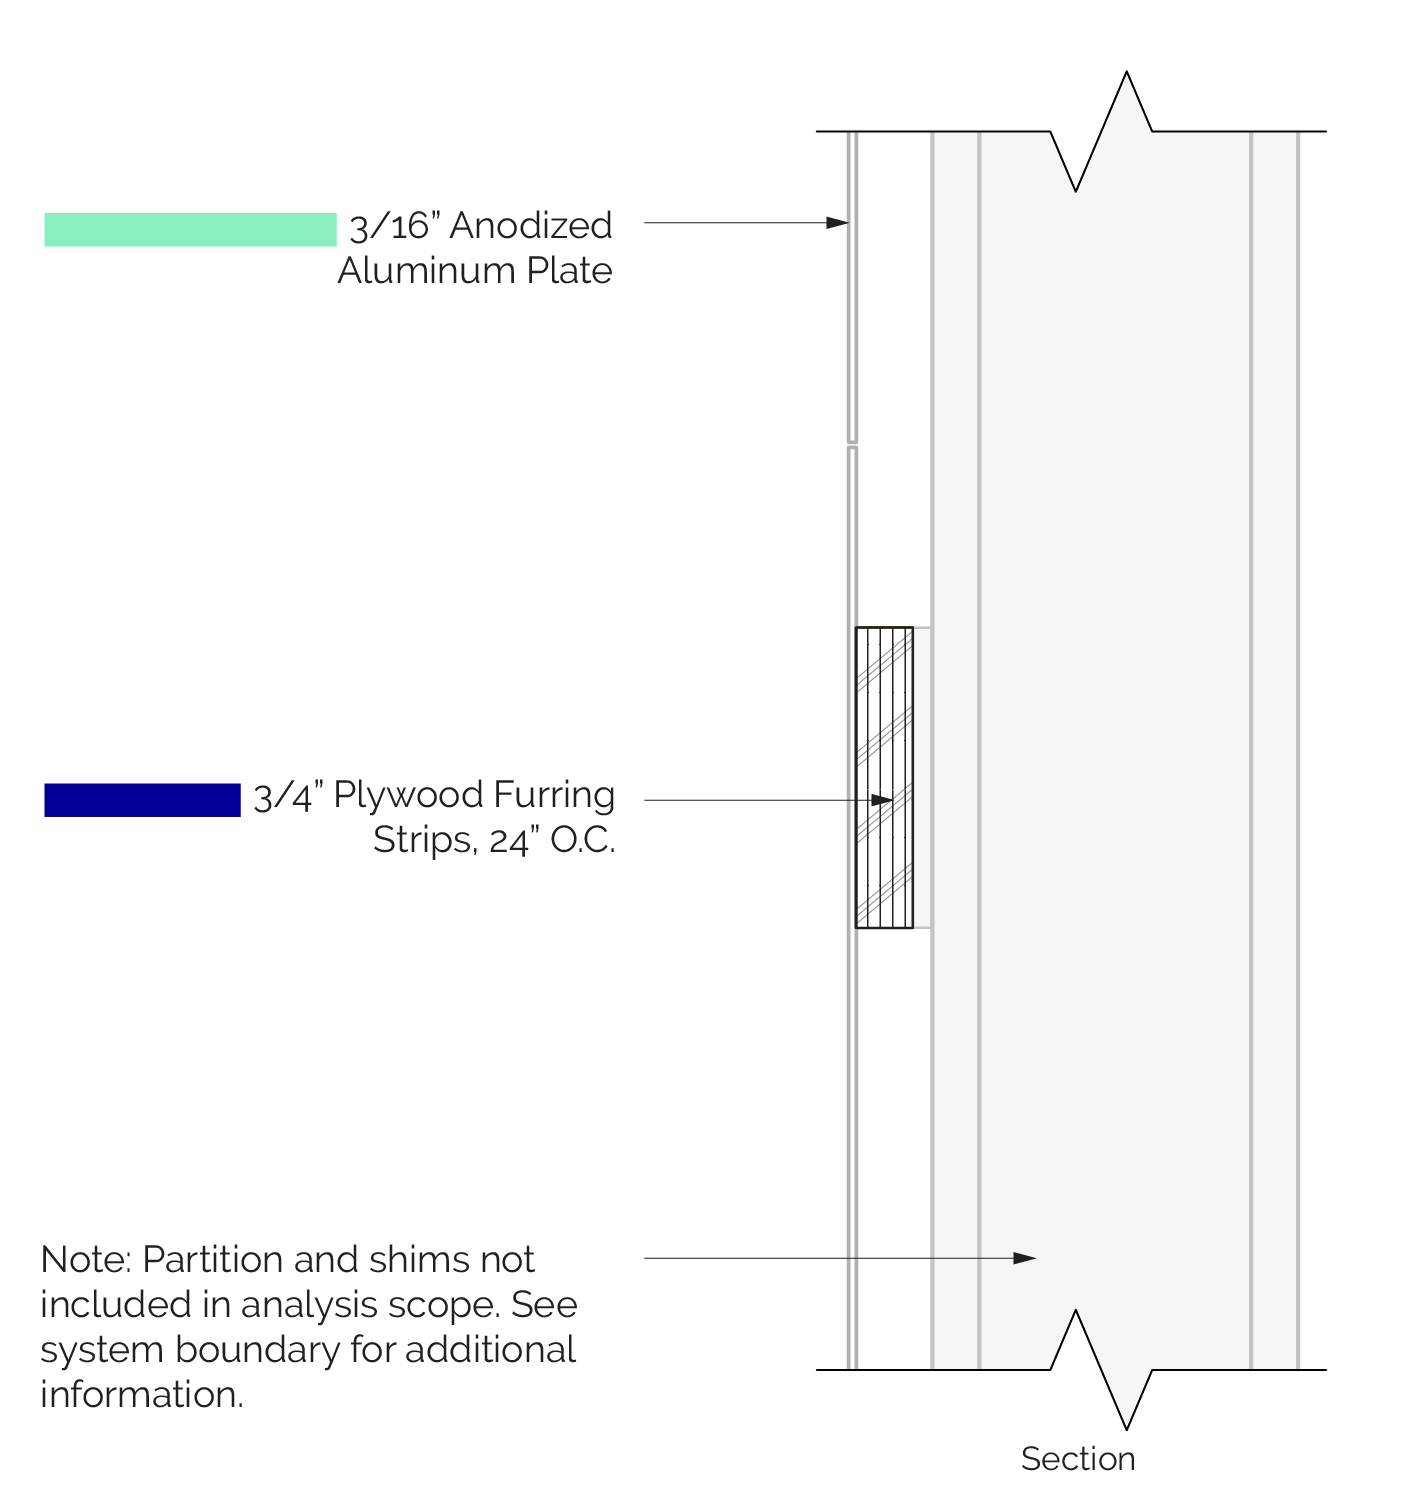 3/16” Anodized
Aluminum Plate
3/4” Plywood Furring
Strips, 24” O.C.
Note: Partition and shims not
included in analysis scope. See
system boundary for additional
information.
Section